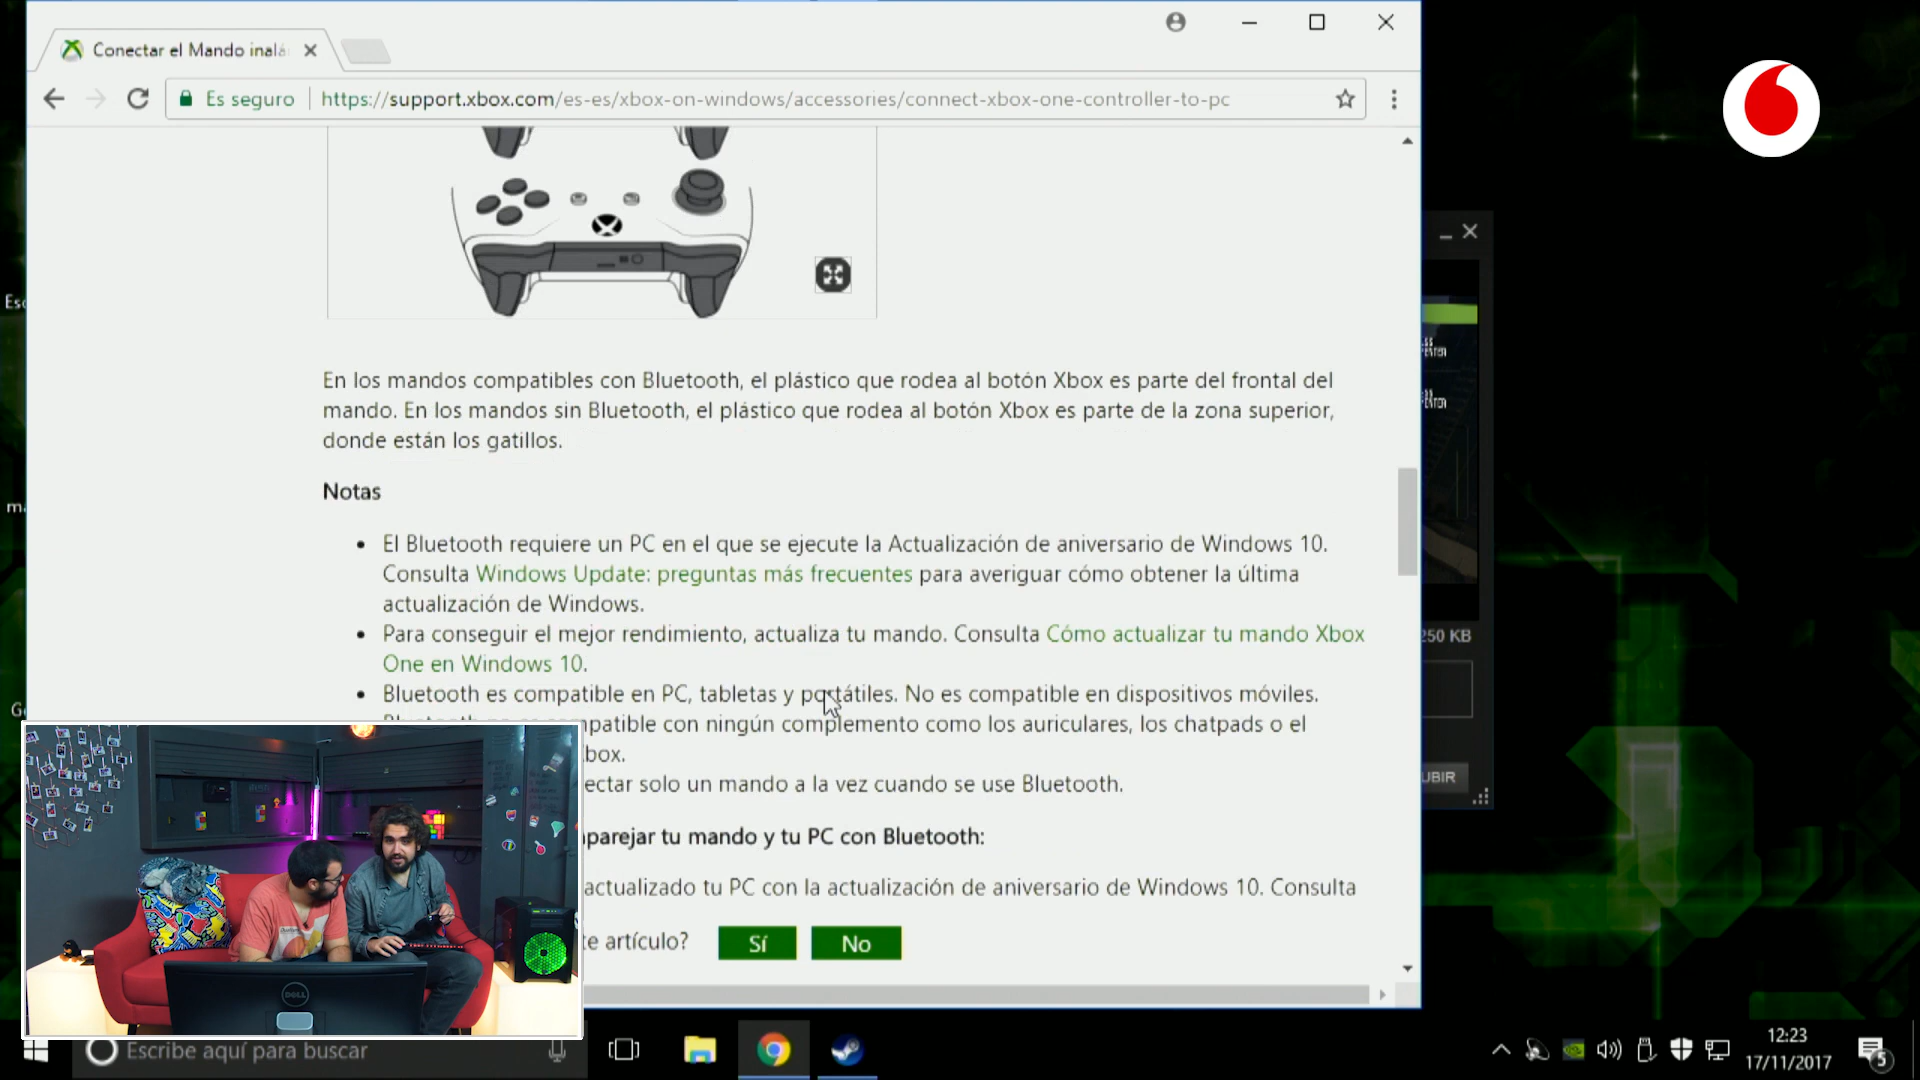 Conectar el Mando inalá
Es seguro
https://support.xbox.com/es-es/xbox-on-windows/accessories/connect-xbox-one-controller-to-pc
En los mandos compatibles con Bluetooth, el plástico que rodea al botón Xbox es parte del frontal del
mando. En los mandos sin Bluetooth, el plástico que rodea al botón Xbox es parte de la zona superior,
donde están los gatillos.
Notas
El Bluetooth requiere un PC en el que se ejecute la Actualización de aniversario de Windows 10.
Consulta Windows Update: preguntas más frecuentes para averiguar cómo obtener la última
actualización de Windows.
Para conseguir el mejor rendimiento, actualiza tu mando. Consulta Cómo actualizar tu mando Xbox
One en Windows 10.
Bluetooth es compatible en PC, tabletas y portátiles. No es compatible en dispositivos móviles.
patible con ningún complemento como los auriculares, los chatpads o el
box.
ectar solo un mando a la vez cuando se use Bluetooth.
parejar tu mando y tu PC con Bluetooth:
actualizado tu PC con la actualización de aniversario de Windows 10. Consulta
te artículo?
Sí
No
250 KB
UBIR
DELL
Escribe aquí para buscar
12:23
17/11/2017
5